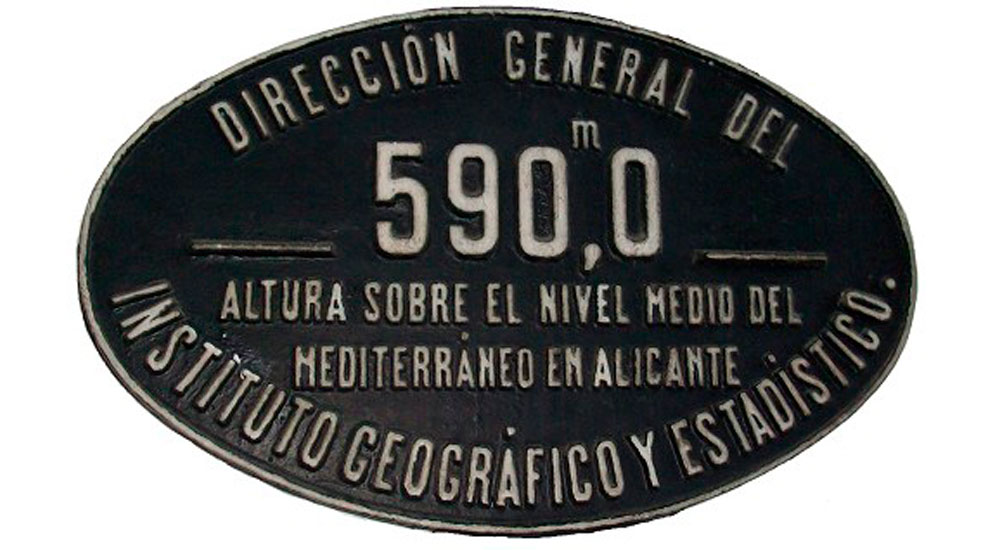 DIRECCIÓN GENERAL DEL
590,0 m
ALTURA SOBRE EL NIVEL MEDIO DEL
MEDITERRÁNEO EN ALICANTE
INSTITUTO GEOGRÁFICO Y ESTADÍSTICO.